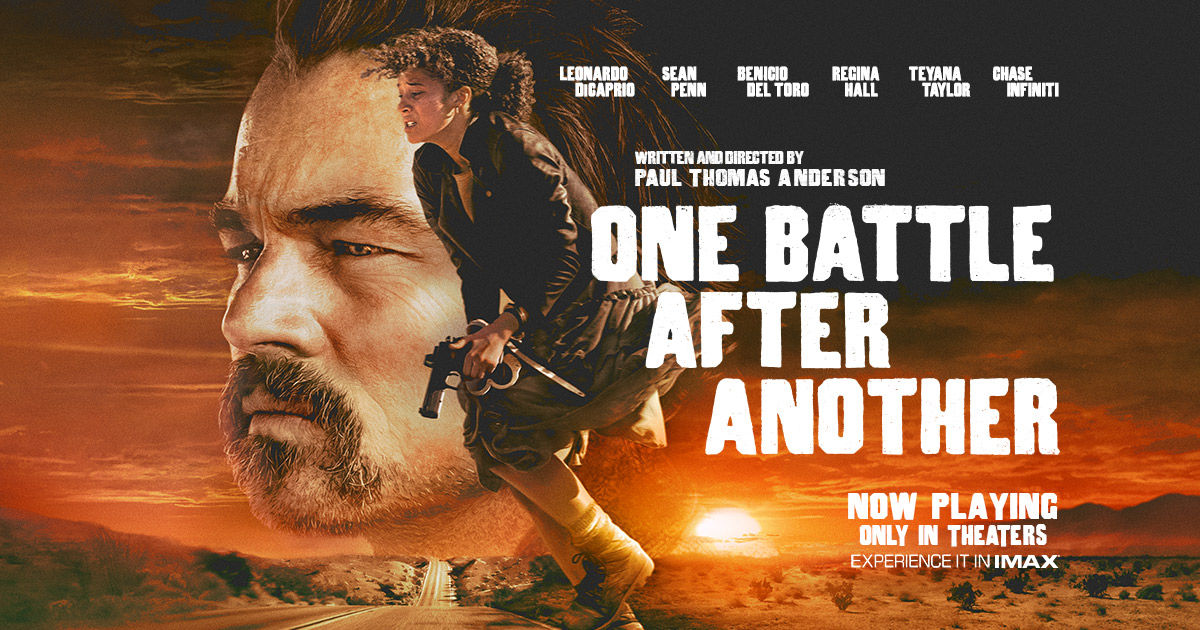 LEONARDO DICAPRIO
SEAN PENN
BENICIO DEL TORO
REGINA HALL
TEYANA TAYLOR
CHASE INFINITI
WRITTEN AND DIRECTED BY
PAUL THOMAS ANDERSON
ONE BATTLE
AFTER
ANOTHER
NOW PLAYING
ONLY IN THEATERS
EXPERIENCE IT IN IMAX